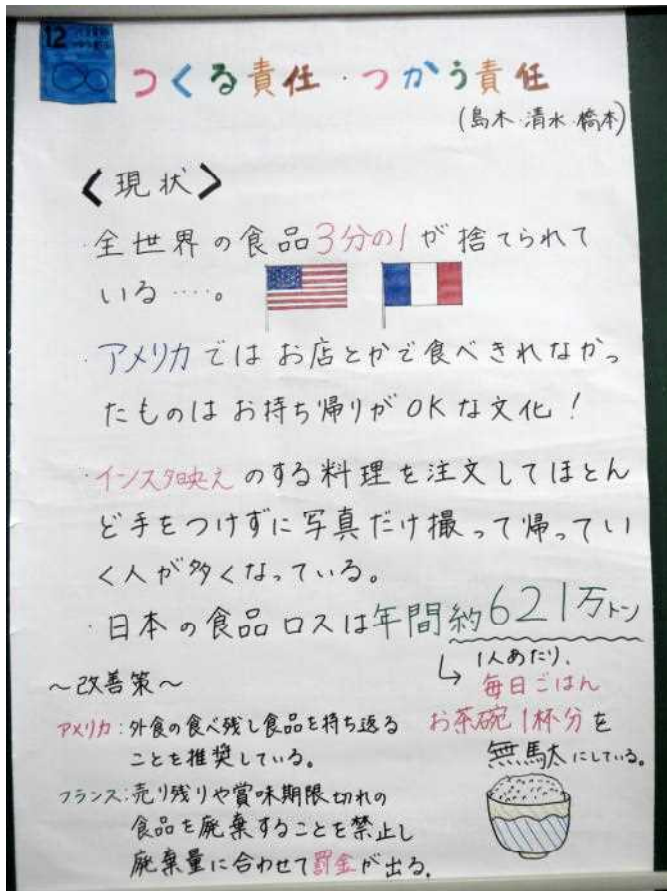 12
つくる責任・つかう責任
(島木・清水・橋本)
〈現状〉
・全世界の食品3分の1が捨てられて
いる‥‥。
・アメリカではお店とかで食べきれなかっ
たものはお持ち帰りがOKな文化!
・インスタ映えのする料理を注文してほとん
ど手をつけずに写真だけ撮って帰ってい
く人が多くなっている。
・日本の食品ロスは年間約621万トン
↳1人あたり、
毎日ごはん
お茶碗1杯分を
無駄にしている。
～改善策～
アメリカ:外食の食べ残し食品を持ち返る
ことを推奨している。
フランス:売り残りや賞味期限切れの
食品を廃棄することを禁止し
廃棄量に合わせて罰金が出る。